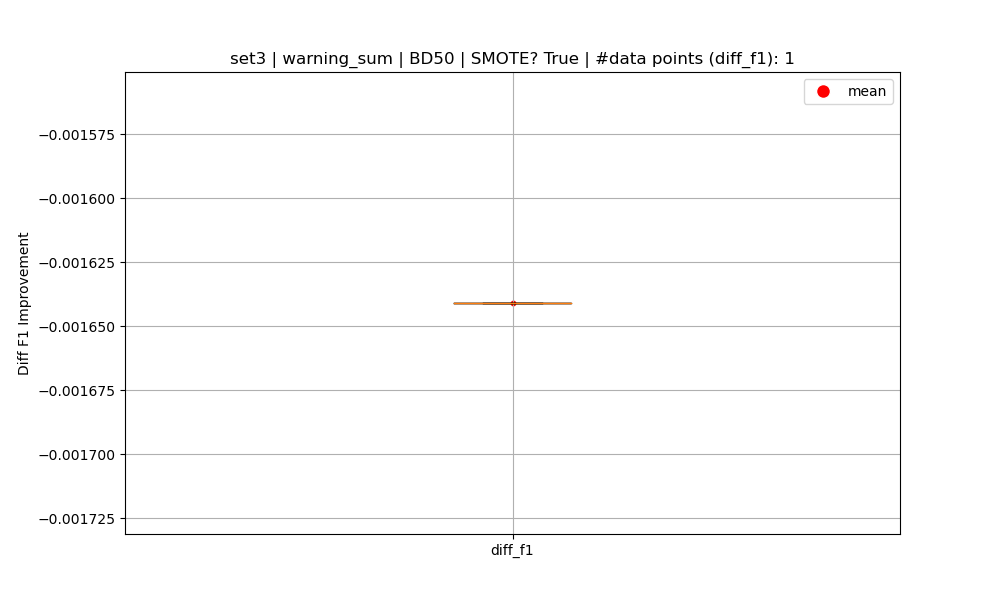 set3 | warning_sum | BD50 | SMOTE? True | #data points (diff_f1): 1
mean
−0.001575
−0.001600
−0.001625
−0.001650
−0.001675
−0.001700
−0.001725
Diff F1 Improvement
diff_f1